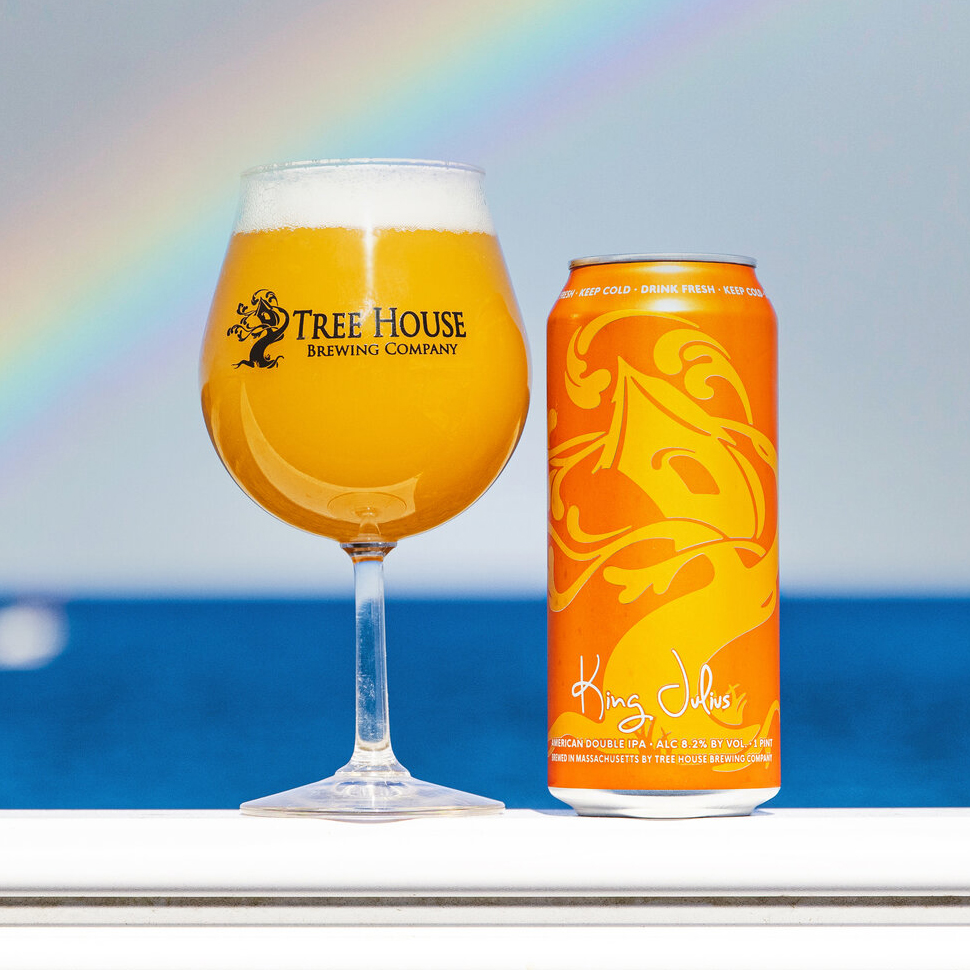 TREE HOUSE
BREWING COMPANY
FRESH · KEEP COLD · DRINK FRESH · KEEP COLD
King Julius
AMERICAN DOUBLE IPA · ALC 8.2% BY VOL. · 1 PINT
BREWED IN MASSACHUSETTS BY TREE HOUSE BREWING COMPANY